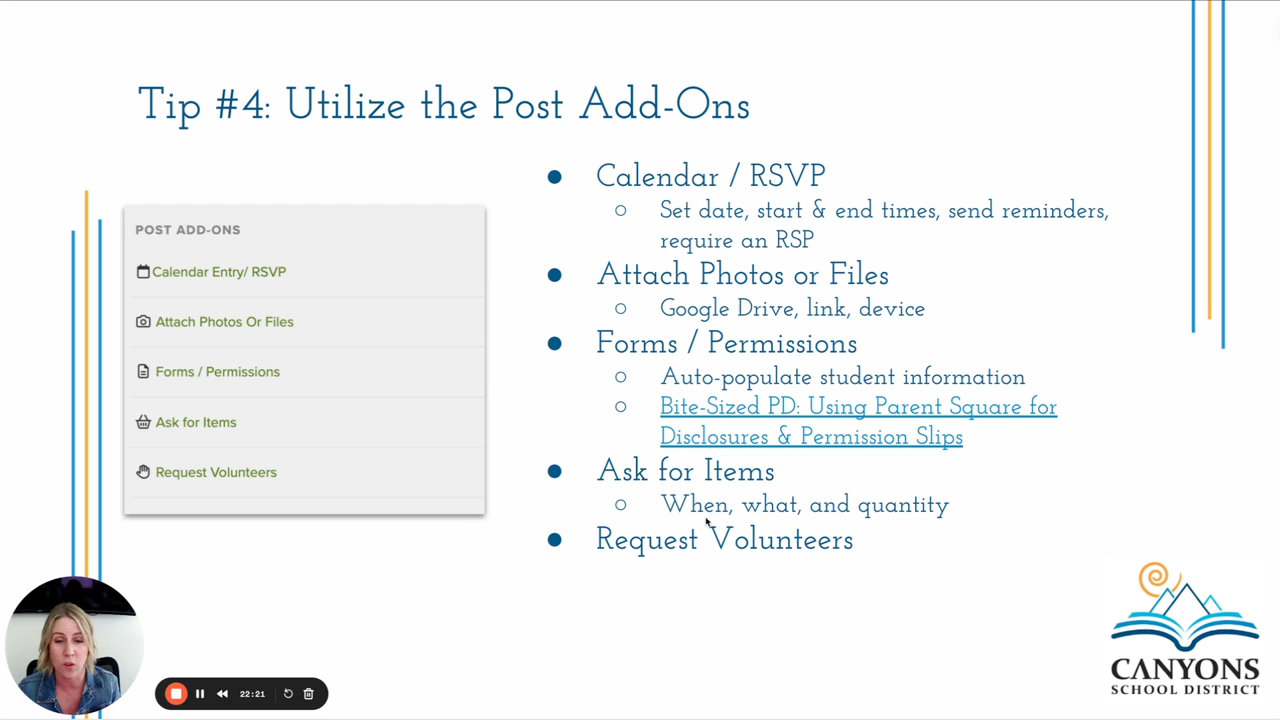 Tip #4: Utilize the Post Add-Ons
POST ADD-ONS
Calendar Entry/ RSVP
Attach Photos Or Files
Forms / Permissions
Ask for Items
Request Volunteers
Calendar / RSVP
Set date, start & end times, send reminders,
require an RSP
Attach Photos or Files
Google Drive, link, device
Forms / Permissions
Auto-populate student information
Bite-Sized PD: Using Parent Square for
Disclosures & Permission Slips
Ask for Items
When, what, and quantity
Request Volunteers
22:21
CANYONS
SCHOOL DISTRICT